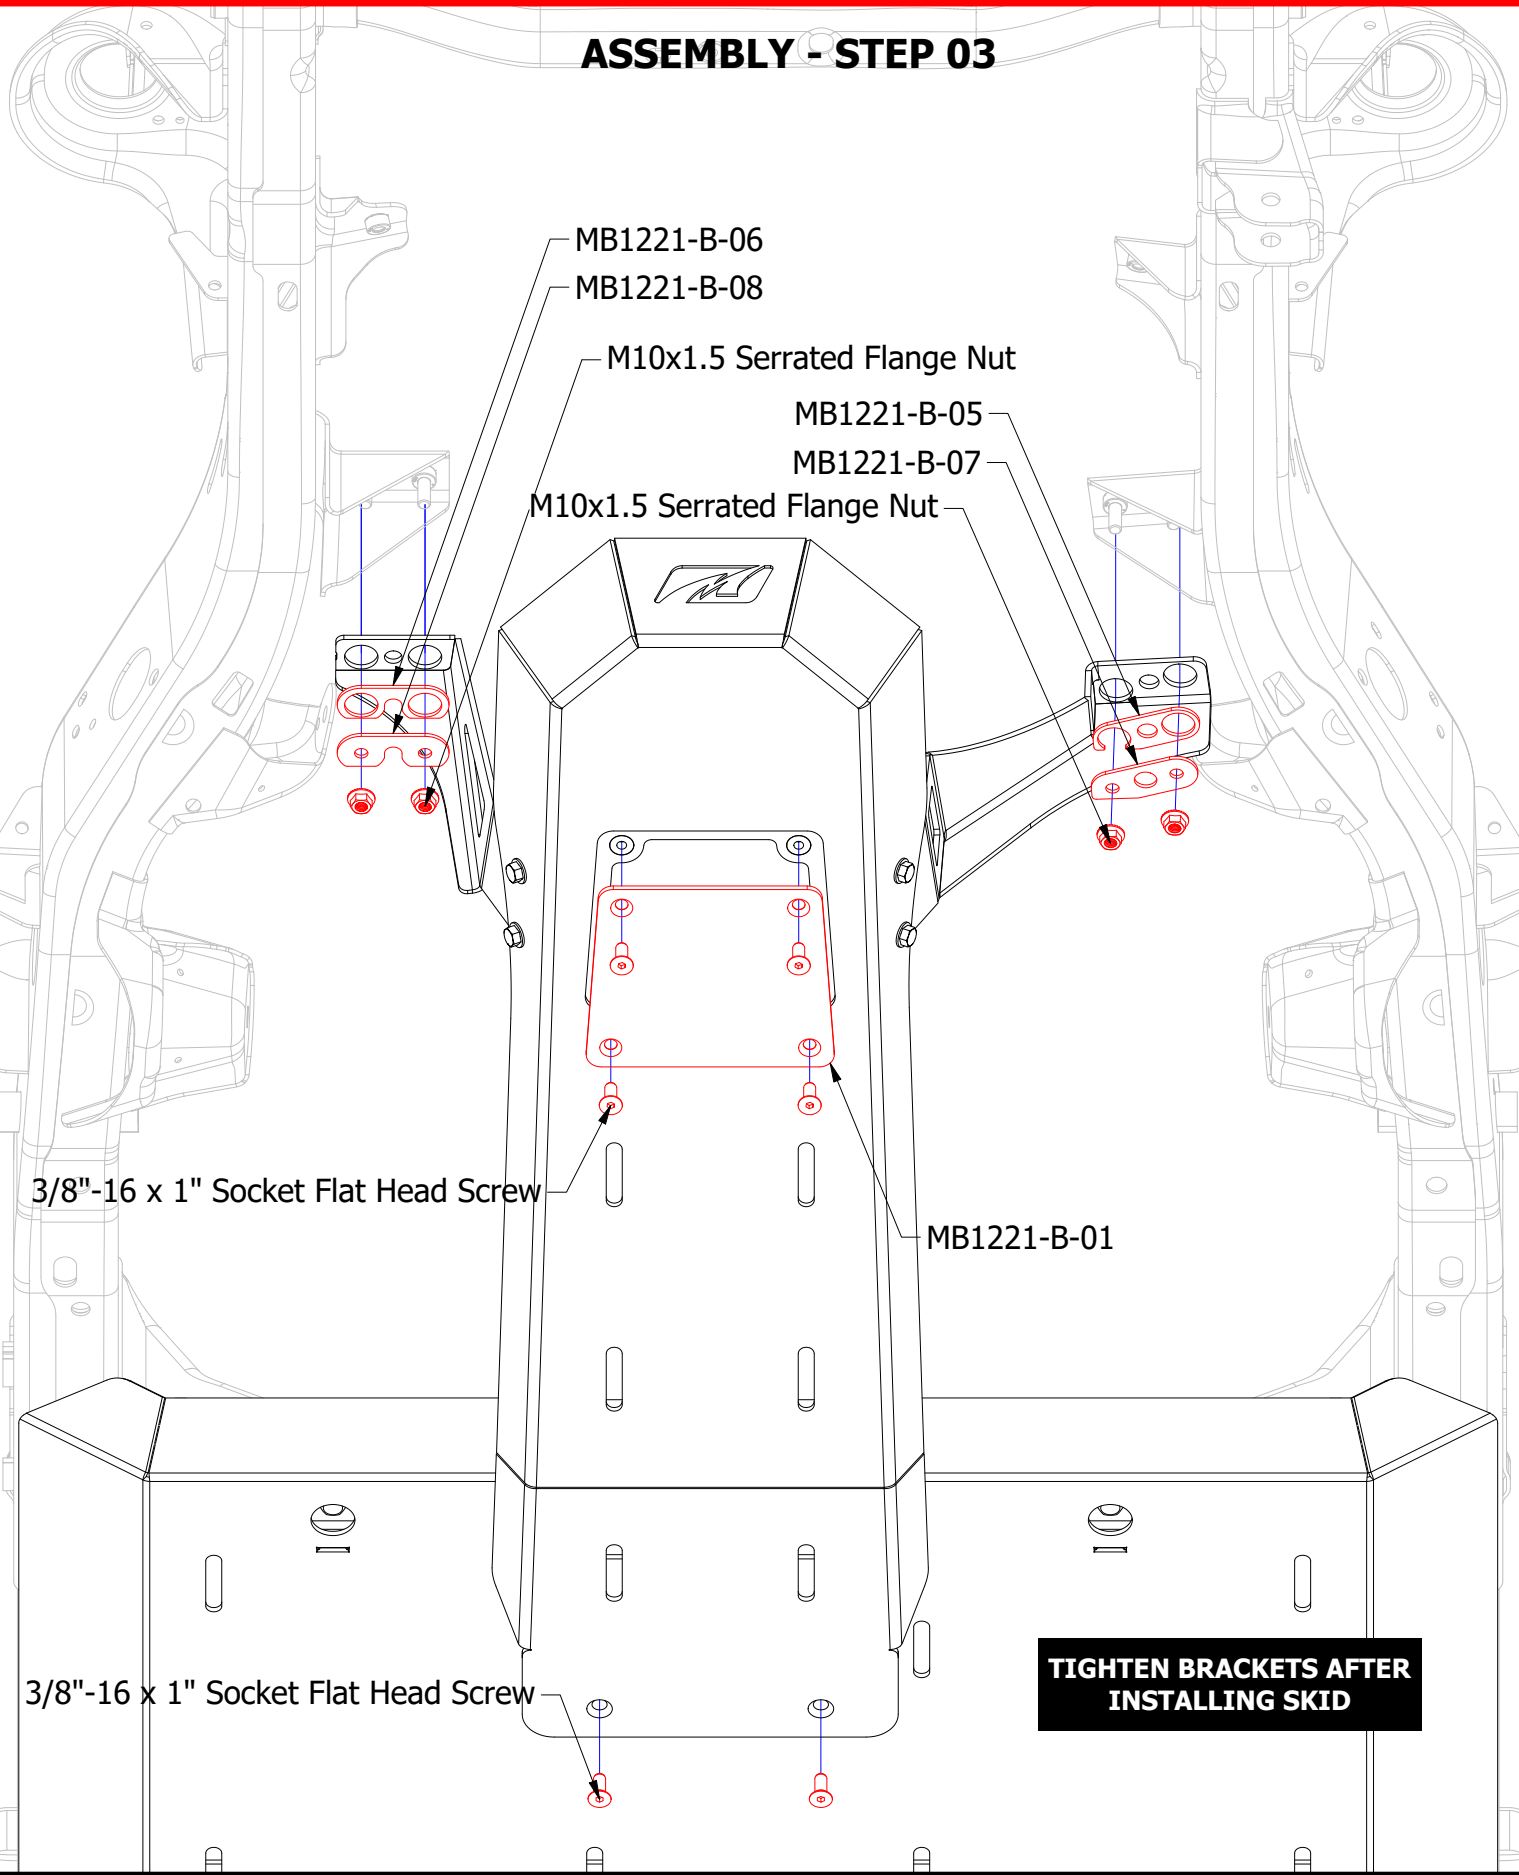 ASSEMBLY - STEP 03
MB1221-B-06
MB1221-B-08
M10x1.5 Serrated Flange Nut
MB1221-B-05
MB1221-B-07
M10x1.5 Serrated Flange Nut
3/8"-16 x 1" Socket Flat Head Screw
MB1221-B-01
TIGHTEN BRACKETS AFTER
INSTALLING SKID
3/8"-16 x 1" Socket Flat Head Screw